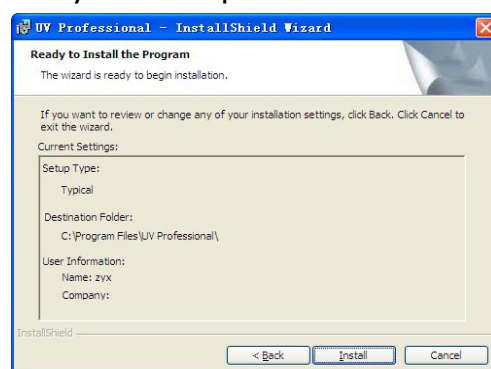 UV Professional - InstallShield Wizard
Ready to Install the Program
The wizard is ready to begin installation.
If you want to review or change any of your installation settings, click Back. Click Cancel to
exit the wizard.
Current Settings:
Setup Type:
Typical
Destination Folder:
C:\Program Files\UV Professional\
User Information:
Name: zyx
Company:
InstallShield
< Back
Install
Cancel